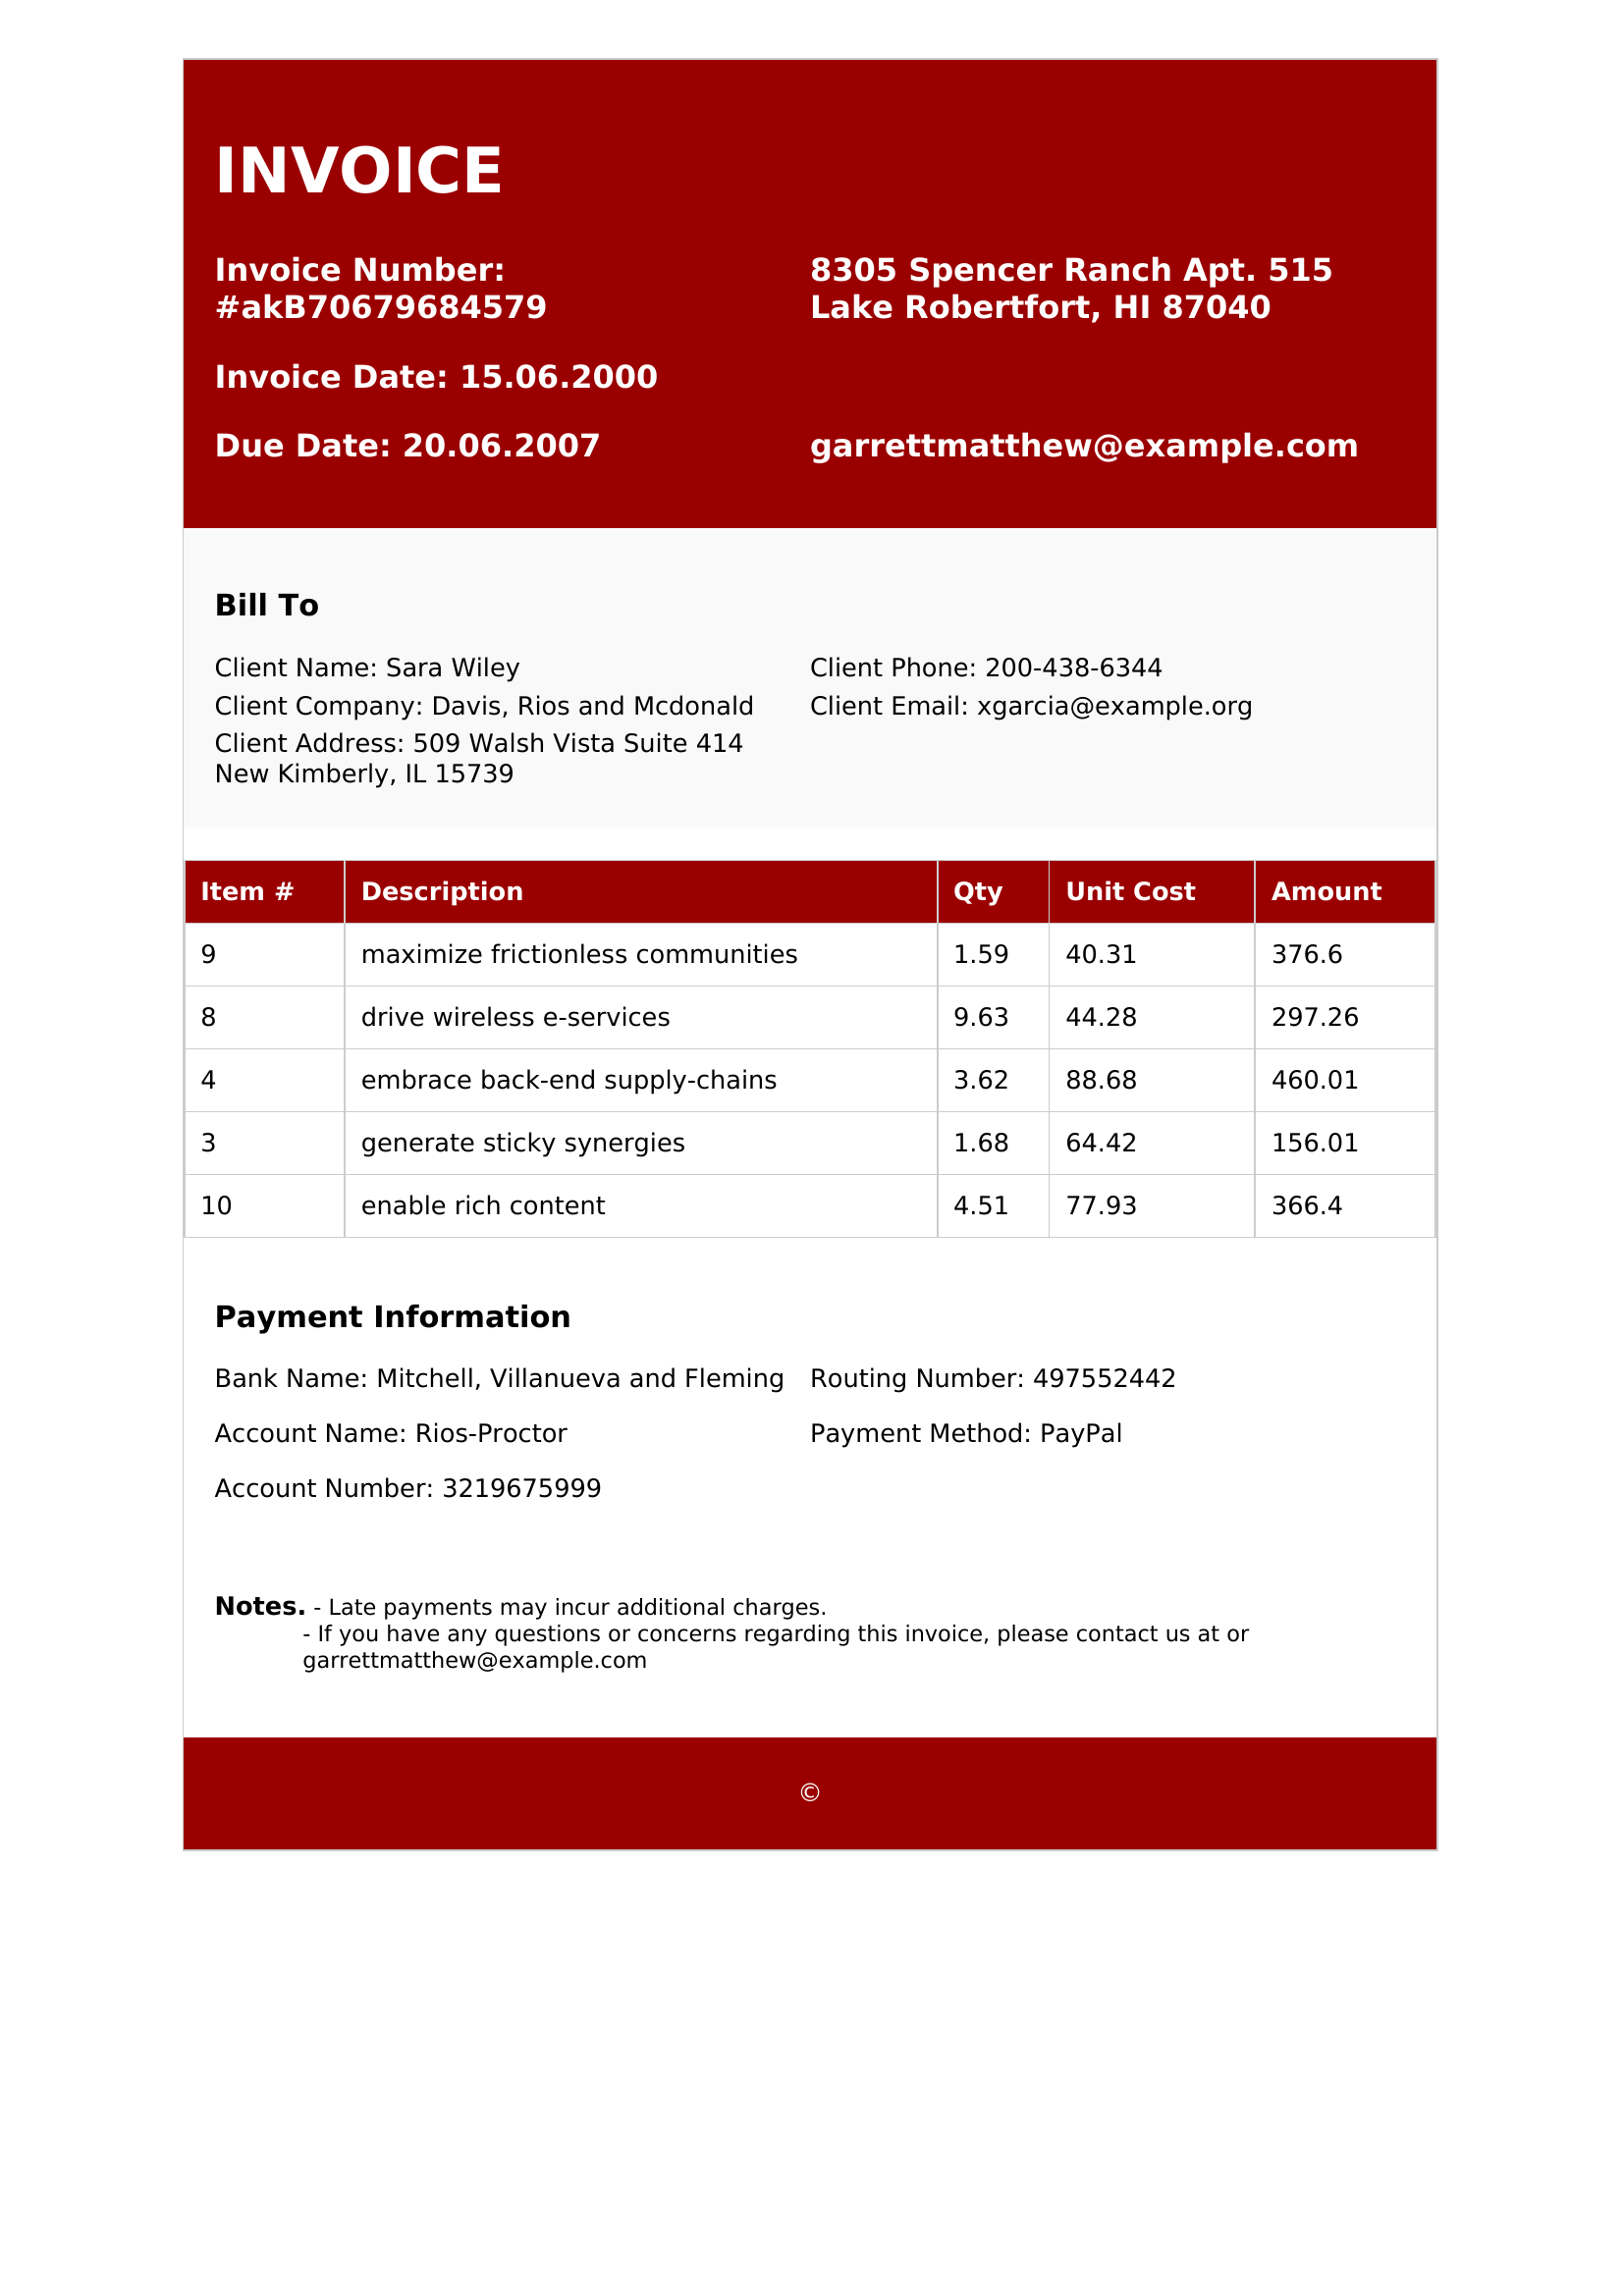 INVOICE
Invoice Number:
#akB70679684579
8305 Spencer Ranch Apt. 515
Lake Robertfort, HI 87040
Invoice Date: 15.06.2000
Due Date: 20.06.2007
garrettmatthew@example.com
Bill To
Client Name: Sara Wiley
Client Phone: 200-438-6344
Client Company: Davis, Rios and Mcdonald
Client Email: xgarcia@example.org
Client Address: 509 Walsh Vista Suite 414
New Kimberly, IL 15739
Item # Description Qty Unit Cost Amount
9 maximize frictionless communities 1.59 40.31 376.6
8 drive wireless e-services 9.63 44.28 297.26
4 embrace back-end supply-chains 3.62 88.68 460.01
3 generate sticky synergies 1.68 64.42 156.01
10 enable rich content 4.51 77.93 366.4
Payment Information
Bank Name: Mitchell, Villanueva and Fleming
Routing Number: 497552442
Account Name: Rios-Proctor
Payment Method: PayPal
Account Number: 3219675999
Notes. - Late payments may incur additional charges.
- If you have any questions or concerns regarding this invoice, please contact us at or
garrettmatthew@example.com
©